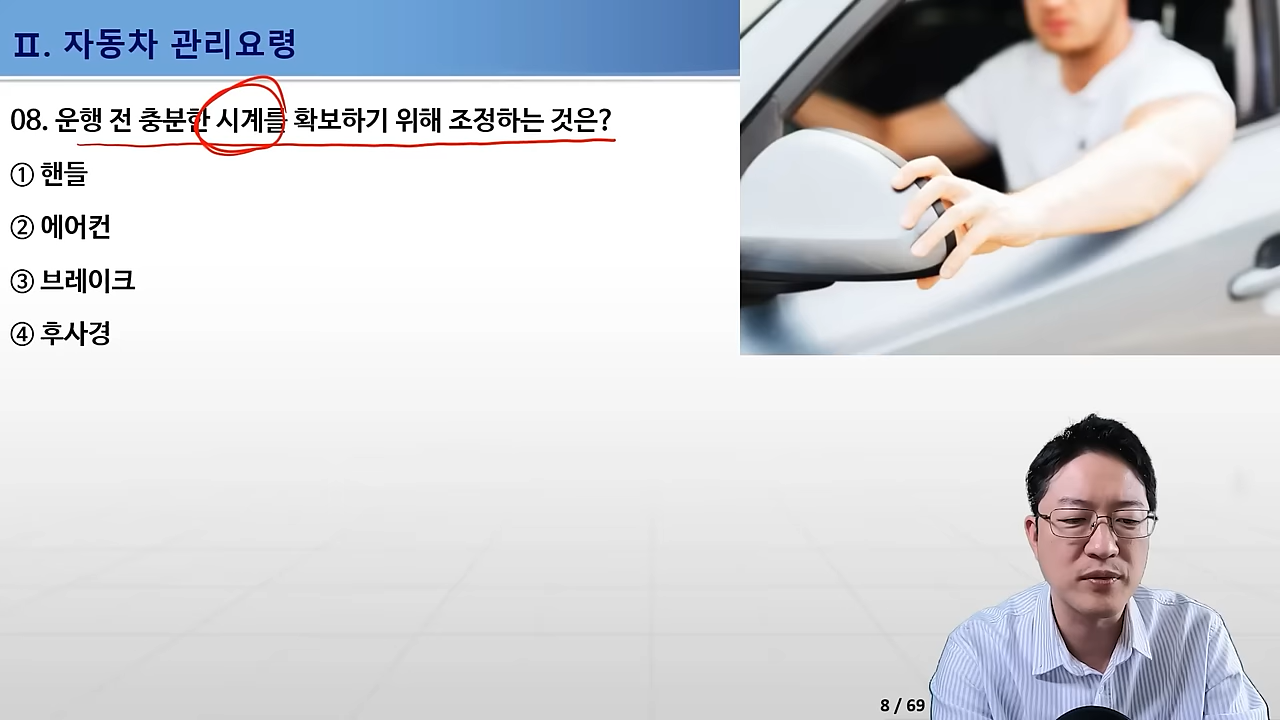 Ⅱ. 자동차 관리요령
08. 운행 전 충분한 시계를 확보하기 위해 조정하는 것은?
① 핸들
② 에어컨
③ 브레이크
④ 후사경
8 / 69